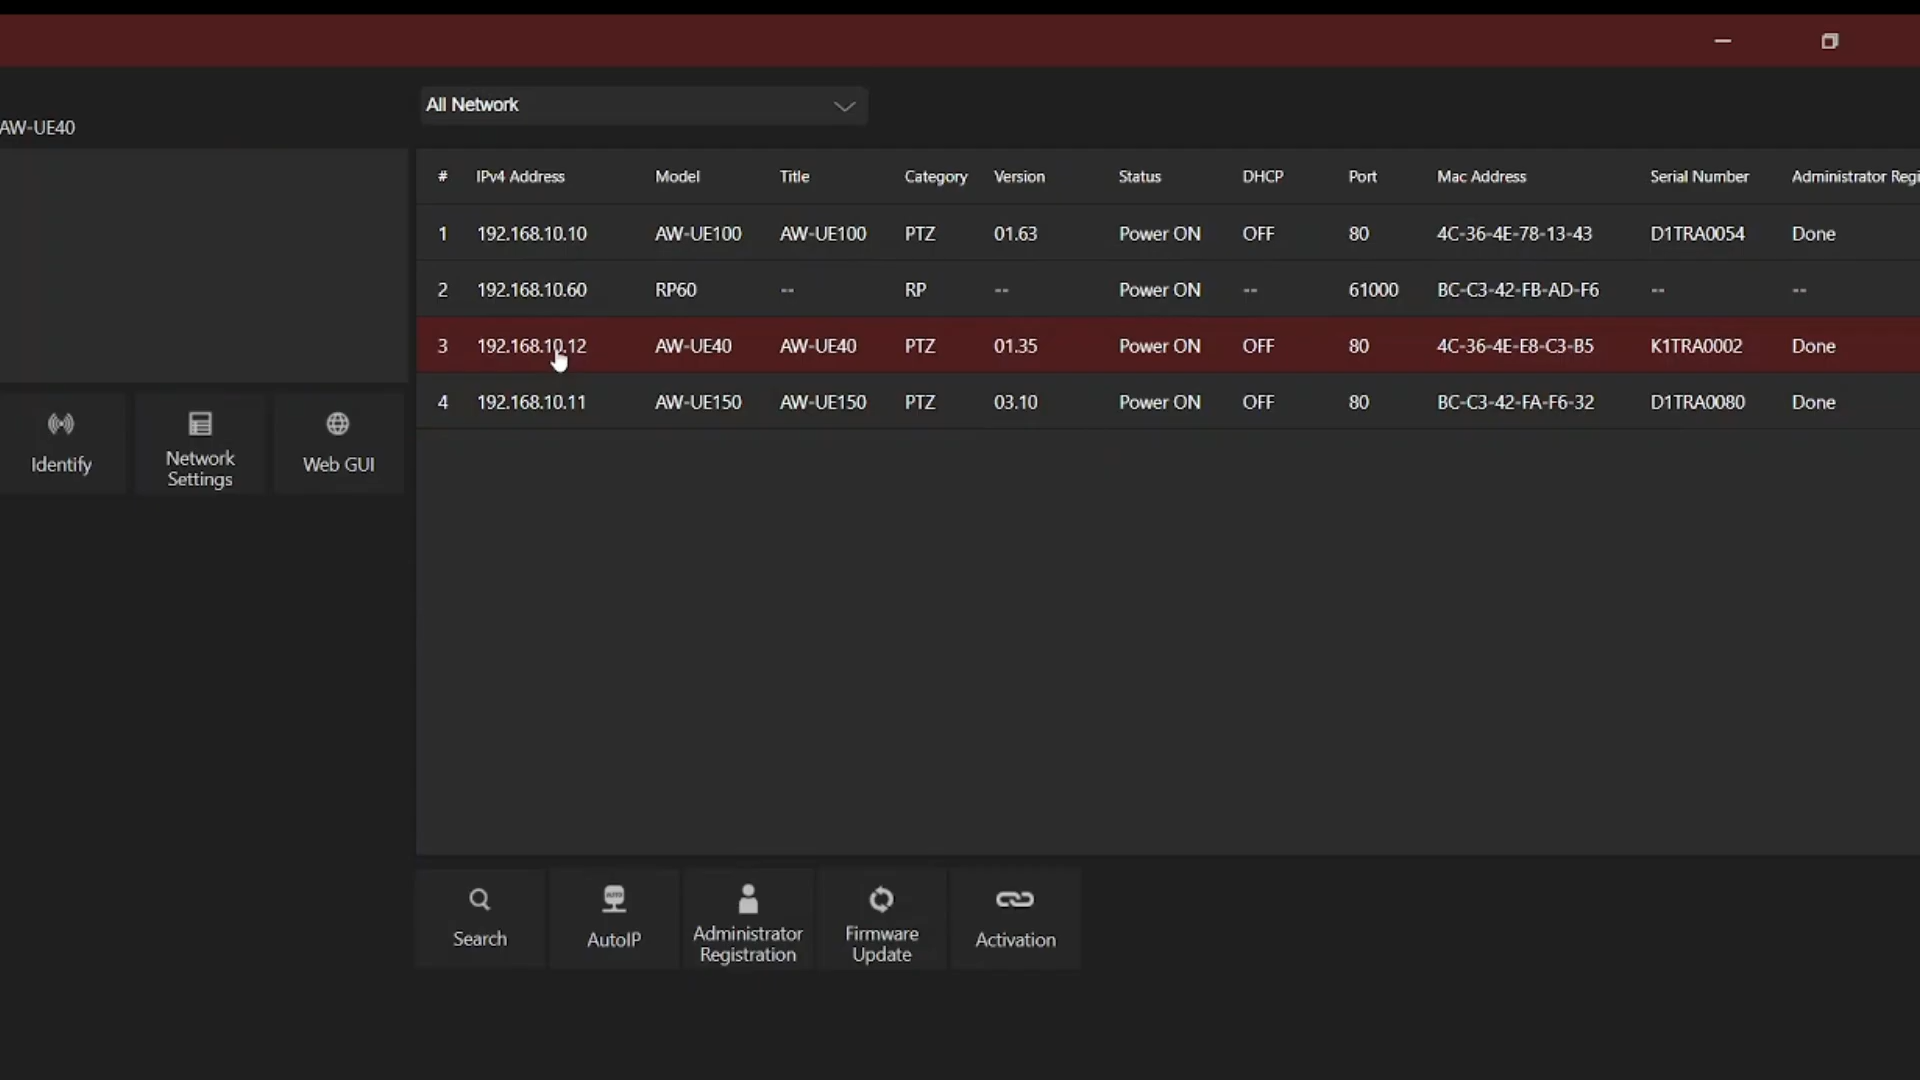 All Network
AW-UE40
# IPv4 Address Model Title Category Version Status DHCP Port Mac Address Serial Number Administrator Regi
1 192.168.10.10 AW-UE100 AW-UE100 PTZ 01.63 Power ON OFF 80 4C-36-4E-78-13-43 D1TRA0054 Done
2 192.168.10.60 RP60 -- RP -- Power ON -- 61000 BC-C3-42-FB-AD-F6 -- --
3 192.168.10.12 AW-UE40 AW-UE40 PTZ 01.35 Power ON OFF 80 4C-36-4E-E8-C3-B5 K1TRA0002 Done
4 192.168.10.11 AW-UE150 AW-UE150 PTZ 03.10 Power ON OFF 80 BC-C3-42-FA-F6-32 D1TRA0080 Done
Identify
Network
Settings
Web GUI
Search
AUTO
AutoIP
Administrator
Registration
Firmware
Update
Activation